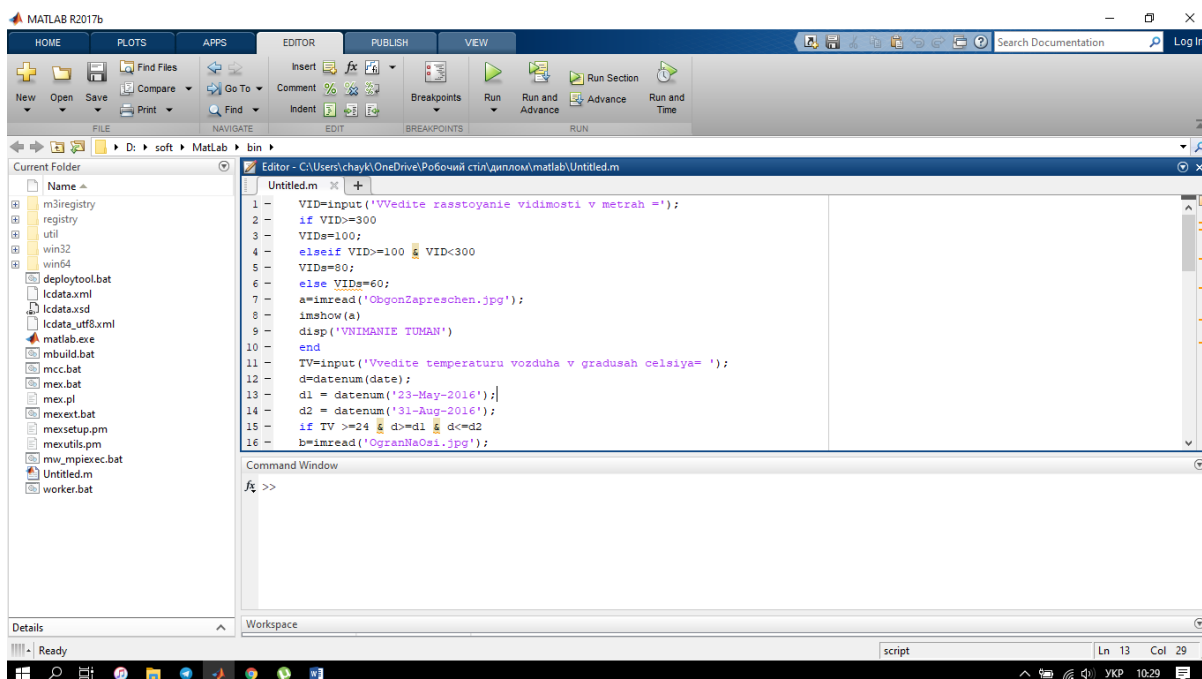 MATLAB R2017b
HOME PLOTS APPS EDITOR PUBLISH VIEW Search Documentation Log In
New Open Save Find Files Compare Print Go To Find Insert fx Comment % Indent Breakpoints Run Run and Advance Run Section Advance Run and Time
FILE NAVIGATE EDIT BREAKPOINTS RUN
D: soft MatLab bin
Current Folder
Name
m3iregistry
registry
util
win32
win64
deploytool.bat
lcdata.xml
lcdata.xsd
lcdata_utf8.xml
matlab.exe
mbuild.bat
mcc.bat
mex.bat
mex.pl
mexext.bat
mexsetup.pm
mexutils.pm
mw_mpiexec.bat
Untitled.m
worker.bat
Details
Editor - C:\Users\chayk\OneDrive\Робочий стіл\диплом\matlab\Untitled.m
Untitled.m
1 - VID=input('VVedite rasstoyanie vidimosti v metrah =');
2 - if VID>=300
3 - VIDs=100;
4 - elseif VID>=100 & VID<300
5 - VIDs=80;
6 - else VIDs=60;
7 - a=imread('ObgonZapreschen.jpg');
8 - imshow(a)
9 - disp('VNIMANIE TUMAN')
10 - end
11 - TV=input('Vvedite temperaturu vozduha v gradusah celsiya= ');
12 - d=datenum(date);
13 - d1 = datenum('23-May-2016');
14 - d2 = datenum('31-Aug-2016');
15 - if TV >=24 & d>=d1 & d<=d2
16 - b=imread('OgranNaOsi.jpg');
Command Window
fx >>
Workspace
Ready script Ln 13 Col 29
УКР 10:29